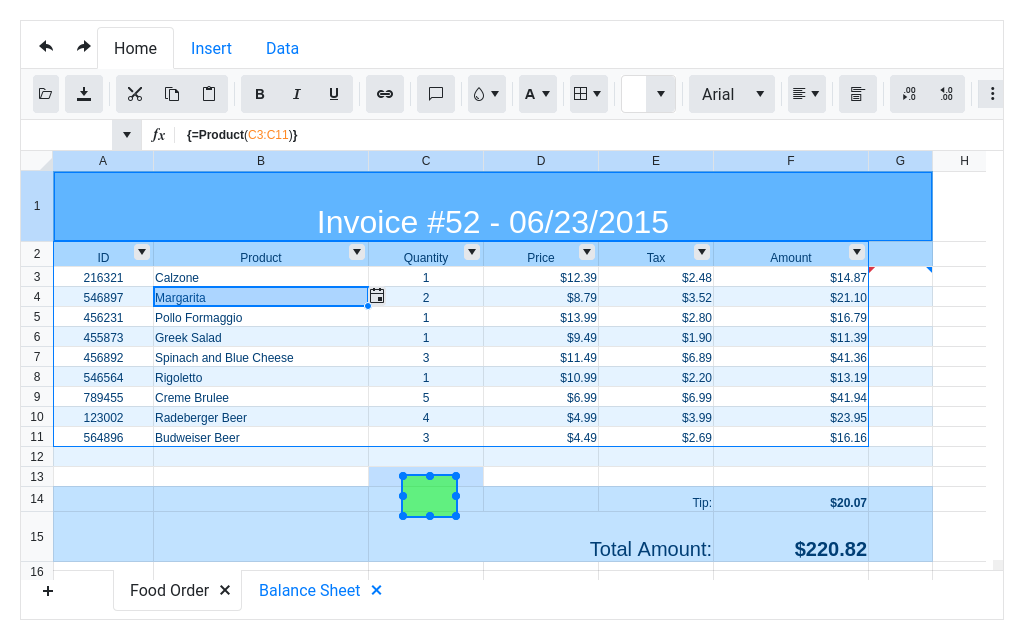 Home Insert Data
B I U A Arial .00 .0 .0 .00
fx {=Product(C3:C11)}
A B C D E F G H
1 Invoice #52 - 06/23/2015
2 ID Product Quantity Price Tax Amount
3 216321 Calzone 1 $12.39 $2.48 $14.87
4 546897 Margarita 2 $8.79 $3.52 $21.10
5 456231 Pollo Formaggio 1 $13.99 $2.80 $16.79
6 455873 Greek Salad 1 $9.49 $1.90 $11.39
7 456892 Spinach and Blue Cheese 3 $11.49 $6.89 $41.36
8 546564 Rigoletto 1 $10.99 $2.20 $13.19
9 789455 Creme Brulee 5 $6.99 $6.99 $41.94
10 123002 Radeberger Beer 4 $4.99 $3.99 $23.95
11 564896 Budweiser Beer 3 $4.49 $2.69 $16.16
12
13
14 Tip: $20.07
15 Total Amount: $220.82
16
Food Order Balance Sheet